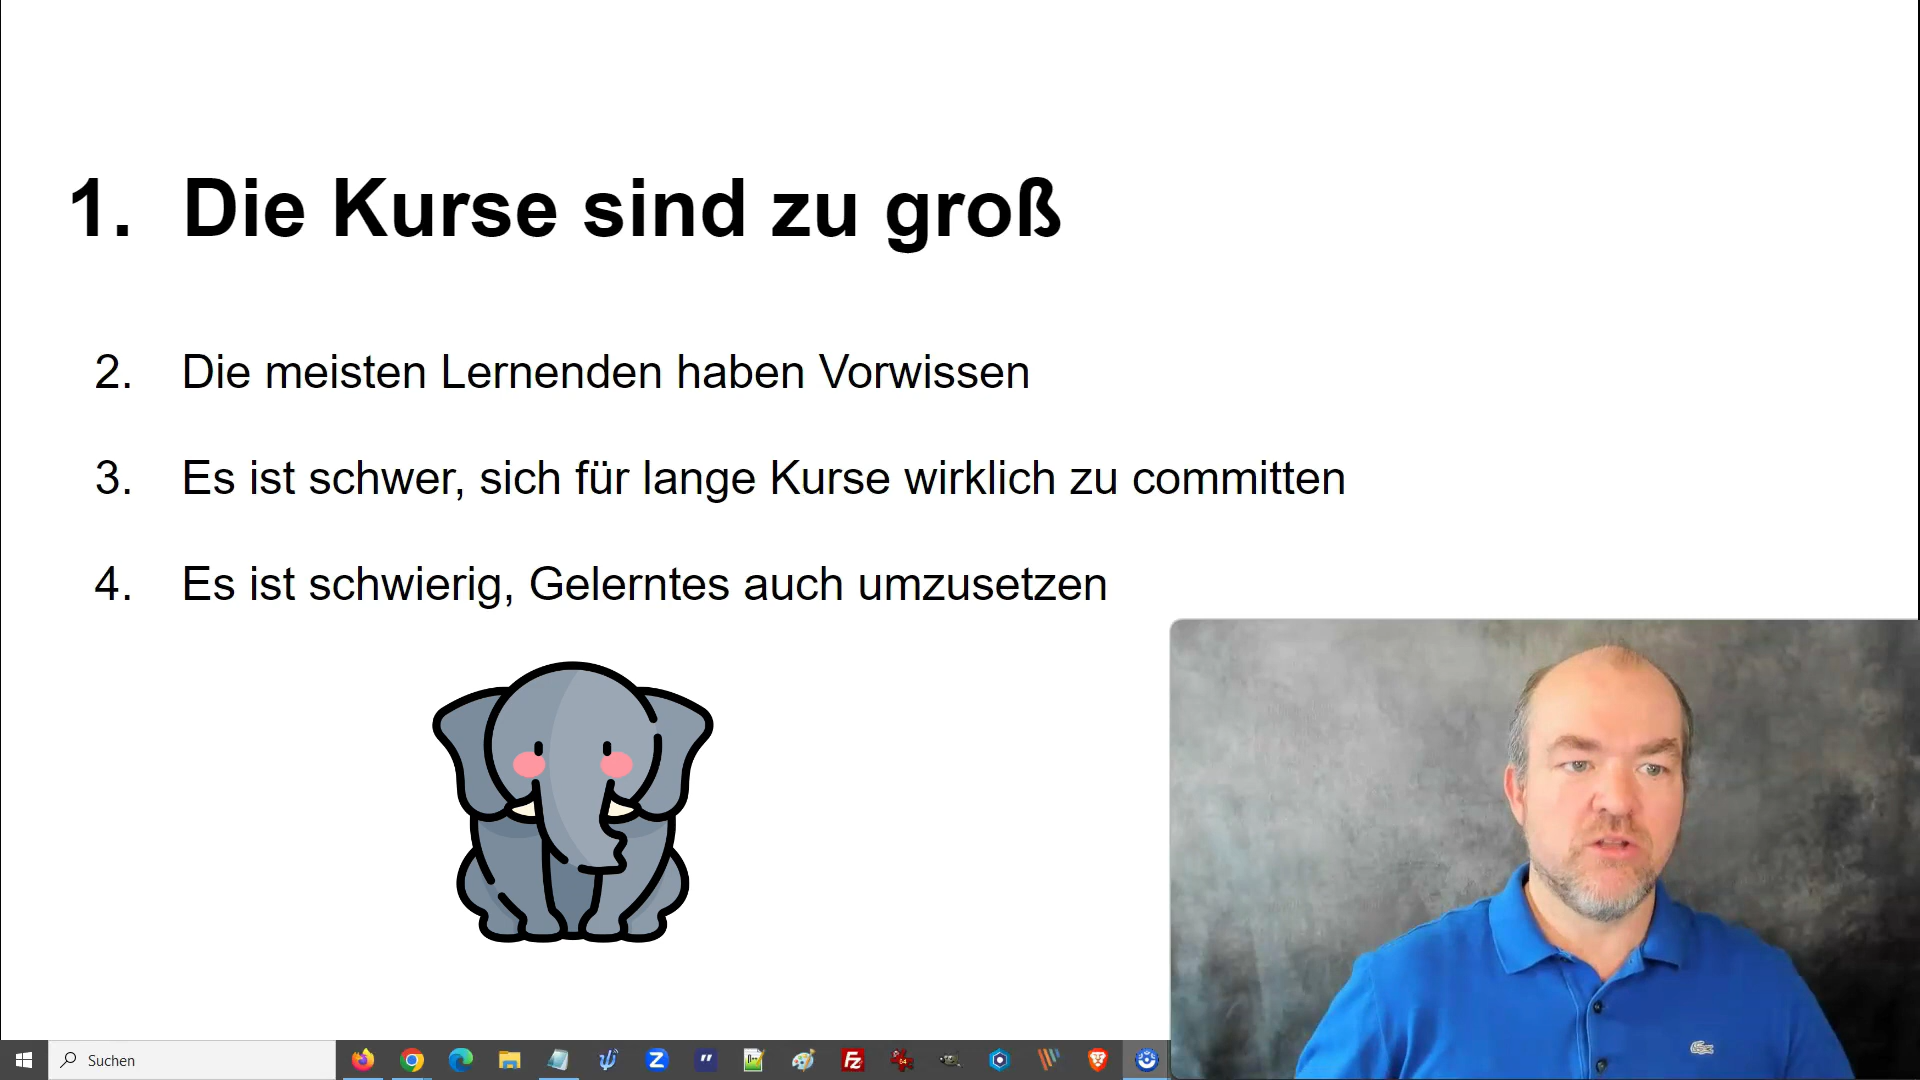 1. Die Kurse sind zu groß
2. Die meisten Lernenden haben Vorwissen
3. Es ist schwer, sich für lange Kurse wirklich zu committen
4. Es ist schwierig, Gelerntes auch umzusetzen
Suchen